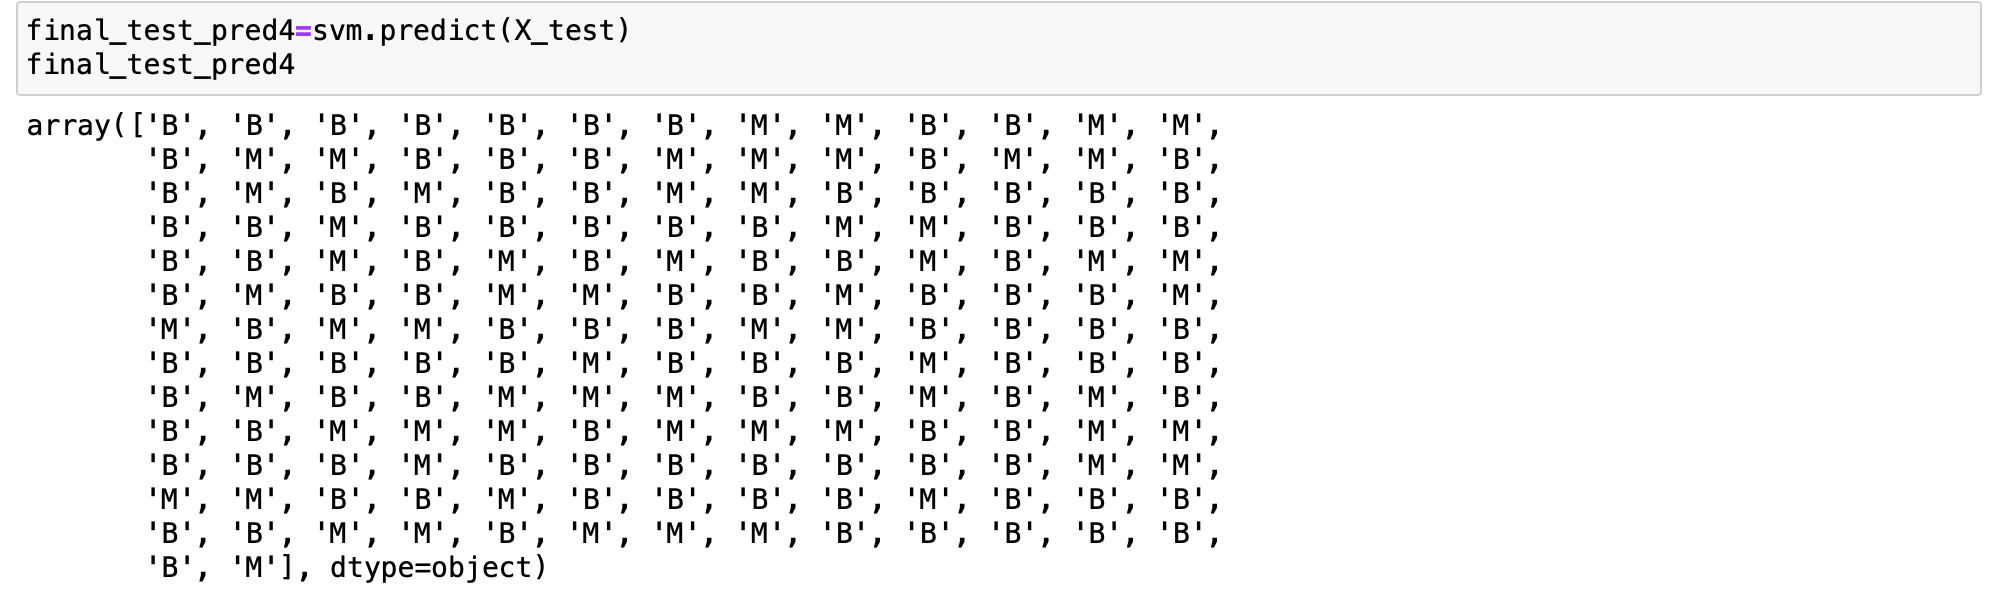 final_test_pred4=svm.predict(X_test)
final_test_pred4
array(['B', 'B', 'B', 'B', 'B', 'B', 'B', 'M', 'M', 'B', 'B', 'M', 'M',
'B', 'M', 'M', 'B', 'B', 'B', 'M', 'M', 'M', 'B', 'M', 'M', 'B',
'B', 'M', 'B', 'M', 'B', 'B', 'M', 'M', 'B', 'B', 'B', 'B', 'B',
'B', 'B', 'M', 'B', 'B', 'B', 'B', 'B', 'M', 'M', 'B', 'B', 'B',
'B', 'B', 'M', 'B', 'M', 'B', 'M', 'B', 'B', 'M', 'B', 'M', 'M',
'B', 'M', 'B', 'B', 'M', 'M', 'B', 'B', 'M', 'B', 'B', 'B', 'M',
'M', 'B', 'M', 'M', 'B', 'B', 'B', 'M', 'M', 'B', 'B', 'B', 'B',
'B', 'B', 'B', 'B', 'B', 'M', 'B', 'B', 'B', 'M', 'B', 'B', 'B',
'B', 'M', 'B', 'B', 'M', 'M', 'M', 'B', 'B', 'M', 'B', 'M', 'B',
'B', 'B', 'M', 'M', 'M', 'B', 'M', 'M', 'M', 'B', 'B', 'M', 'M',
'B', 'B', 'B', 'M', 'B', 'B', 'B', 'B', 'B', 'B', 'B', 'M', 'M',
'M', 'M', 'B', 'B', 'M', 'B', 'B', 'B', 'B', 'M', 'B', 'B', 'B',
'B', 'B', 'M', 'M', 'B', 'M', 'M', 'M', 'B', 'B', 'B', 'B', 'B',
'B', 'M'], dtype=object)